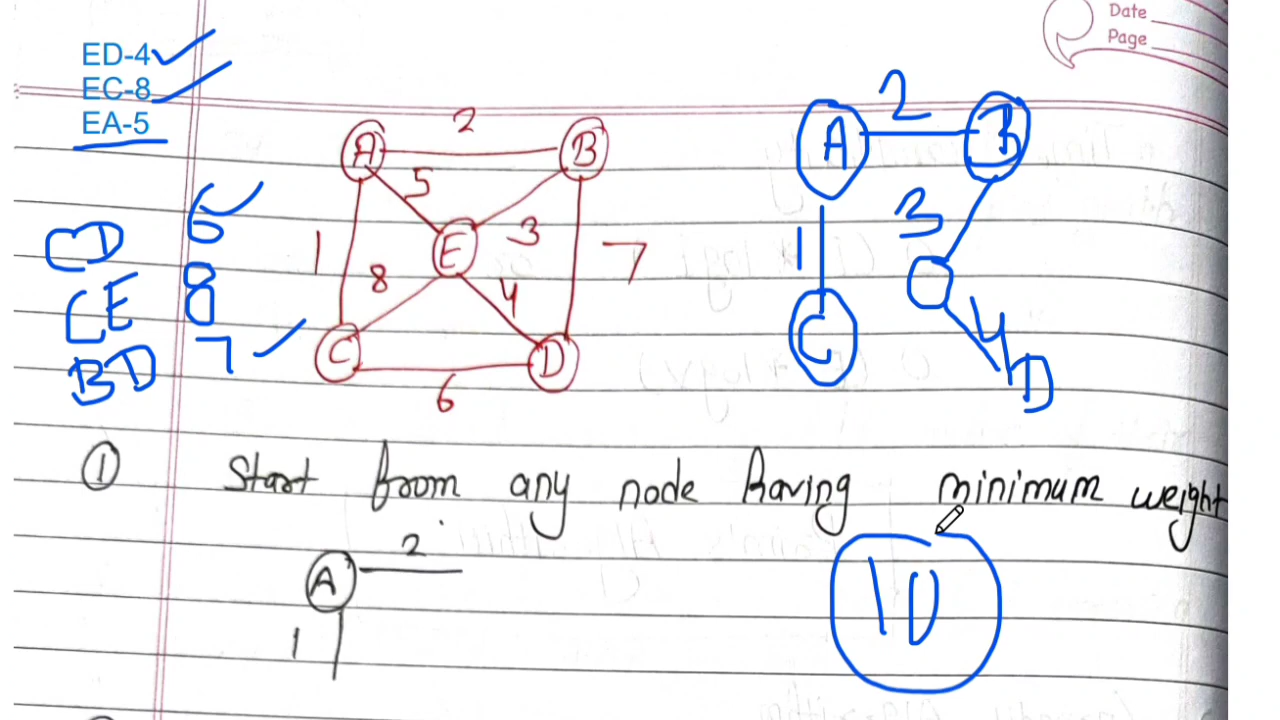 Date
Page
ED-4
EC-8
EA-5
CD 6
CE 8
BD 7
A 2 B
5
E 3
1 8 4 7
C D
6
A 2 B
3
1
C 4 D
① Start from any node having minimum weight
A 2
1
10